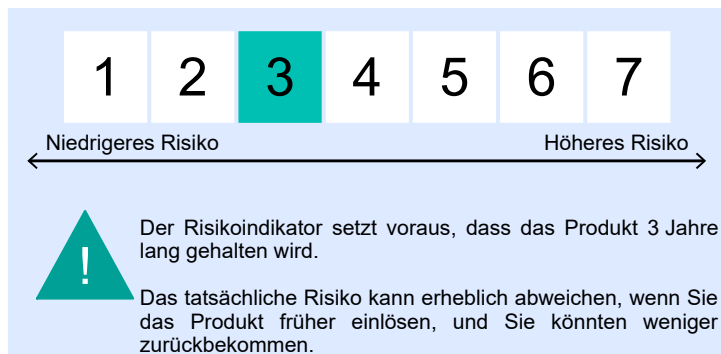 1 2 3 4 5 6 7
Niedrigeres Risiko Höheres Risiko
!
Der Risikoindikator setzt voraus, dass das Produkt 3 Jahre
lang gehalten wird.
Das tatsächliche Risiko kann erheblich abweichen, wenn Sie
das Produkt früher einlösen, und Sie könnten weniger
zurückbekommen.